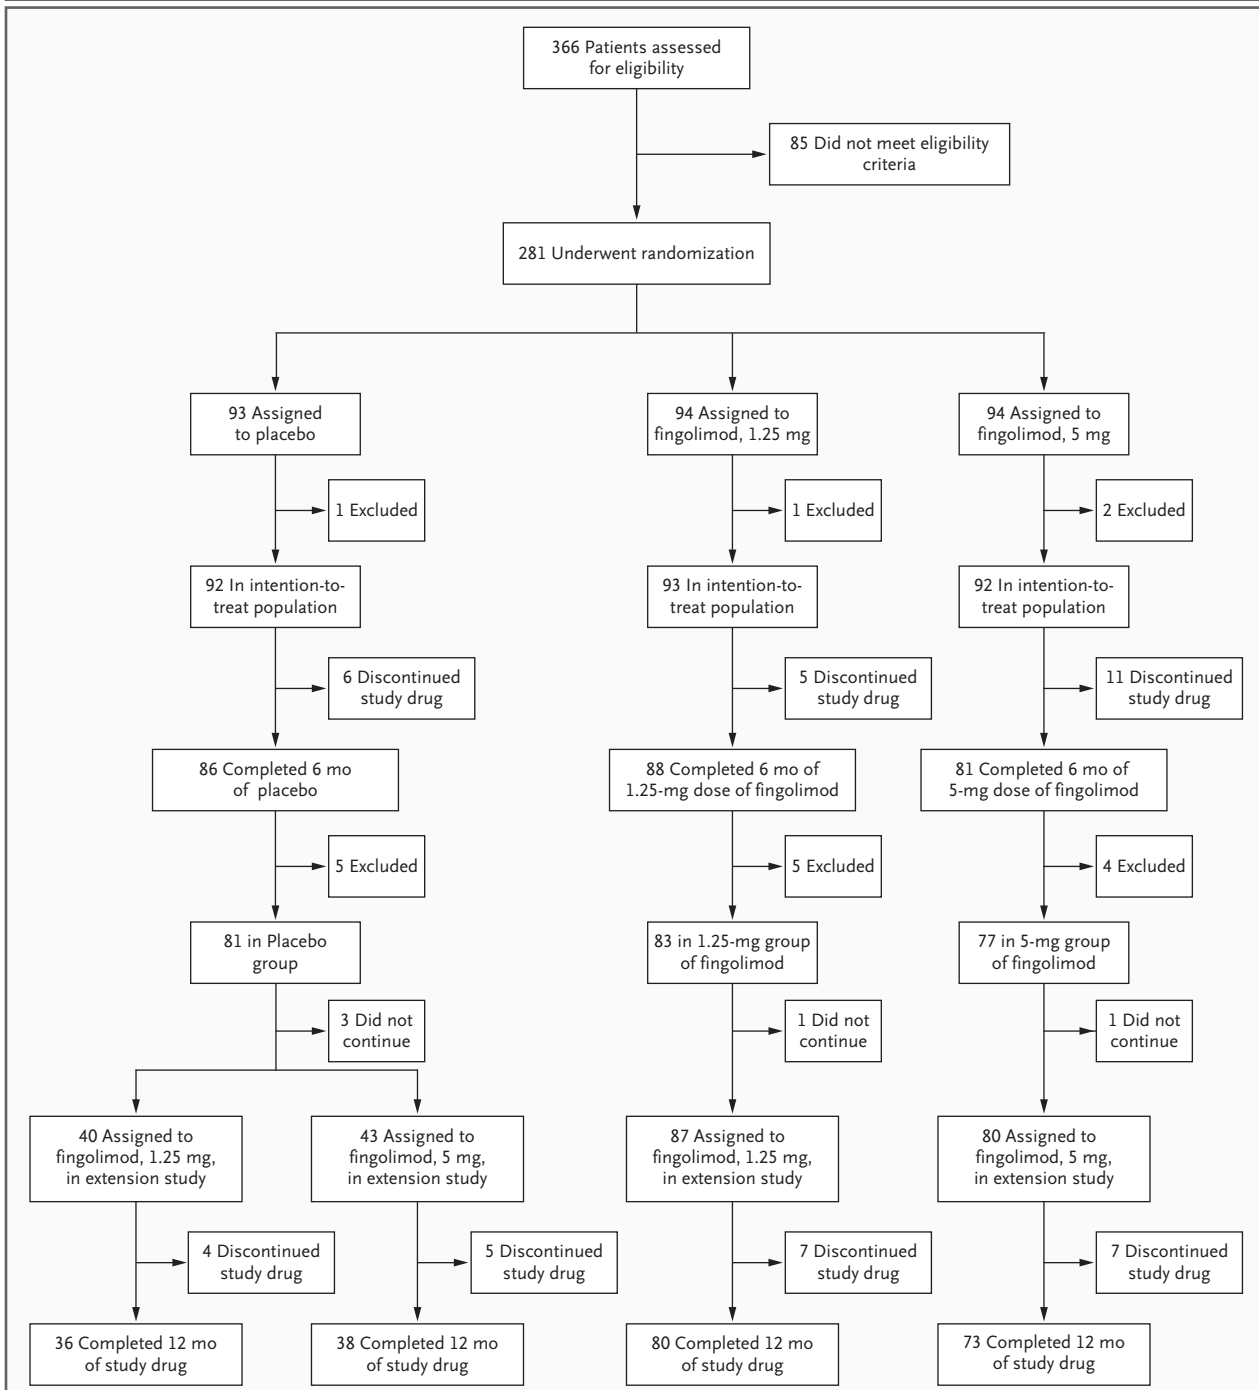 366 Patients assessed
for eligibility
85 Did not meet eligibility
criteria
281 Underwent randomization
93 Assigned
to placebo
94 Assigned to
fingolimod, 1.25 mg
94 Assigned to
fingolimod, 5 mg
1 Excluded
1 Excluded
2 Excluded
92 In intention-to-
treat population
93 In intention-to-
treat population
92 In intention-to-
treat population
6 Discontinued
study drug
5 Discontinued
study drug
11 Discontinued
study drug
86 Completed 6 mo
of placebo
88 Completed 6 mo of
1.25-mg dose of fingolimod
81 Completed 6 mo of
5-mg dose of fingolimod
5 Excluded
5 Excluded
4 Excluded
81 in Placebo
group
83 in 1.25-mg group
of fingolimod
77 in 5-mg group
of fingolimod
3 Did not
continue
1 Did not
continue
1 Did not
continue
40 Assigned to
fingolimod, 1.25 mg,
in extension study
43 Assigned to
fingolimod, 5 mg,
in extension study
87 Assigned to
fingolimod, 1.25 mg,
in extension study
80 Assigned to
fingolimod, 5 mg,
in extension study
4 Discontinued
study drug
5 Discontinued
study drug
7 Discontinued
study drug
7 Discontinued
study drug
36 Completed 12 mo
of study drug
38 Completed 12 mo
of study drug
80 Completed 12 mo
of study drug
73 Completed 12 mo
of study drug